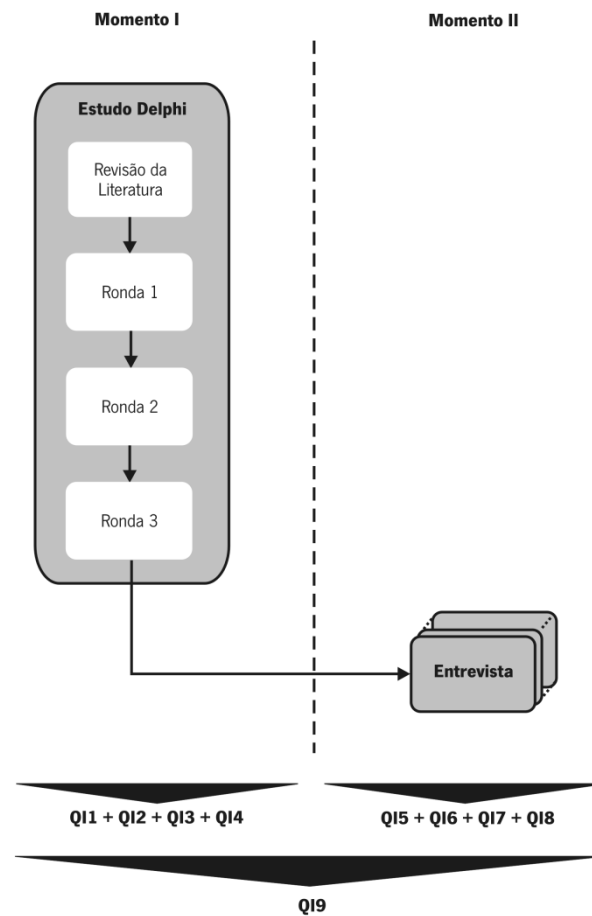 Momento I
Momento II
Estudo Delphi
Revisão da
Literatura
Ronda 1
Ronda 2
Ronda 3
Entrevista
QI1 + QI2 + QI3 + QI4
QI5 + QI6 + QI7 + QI8
QI9